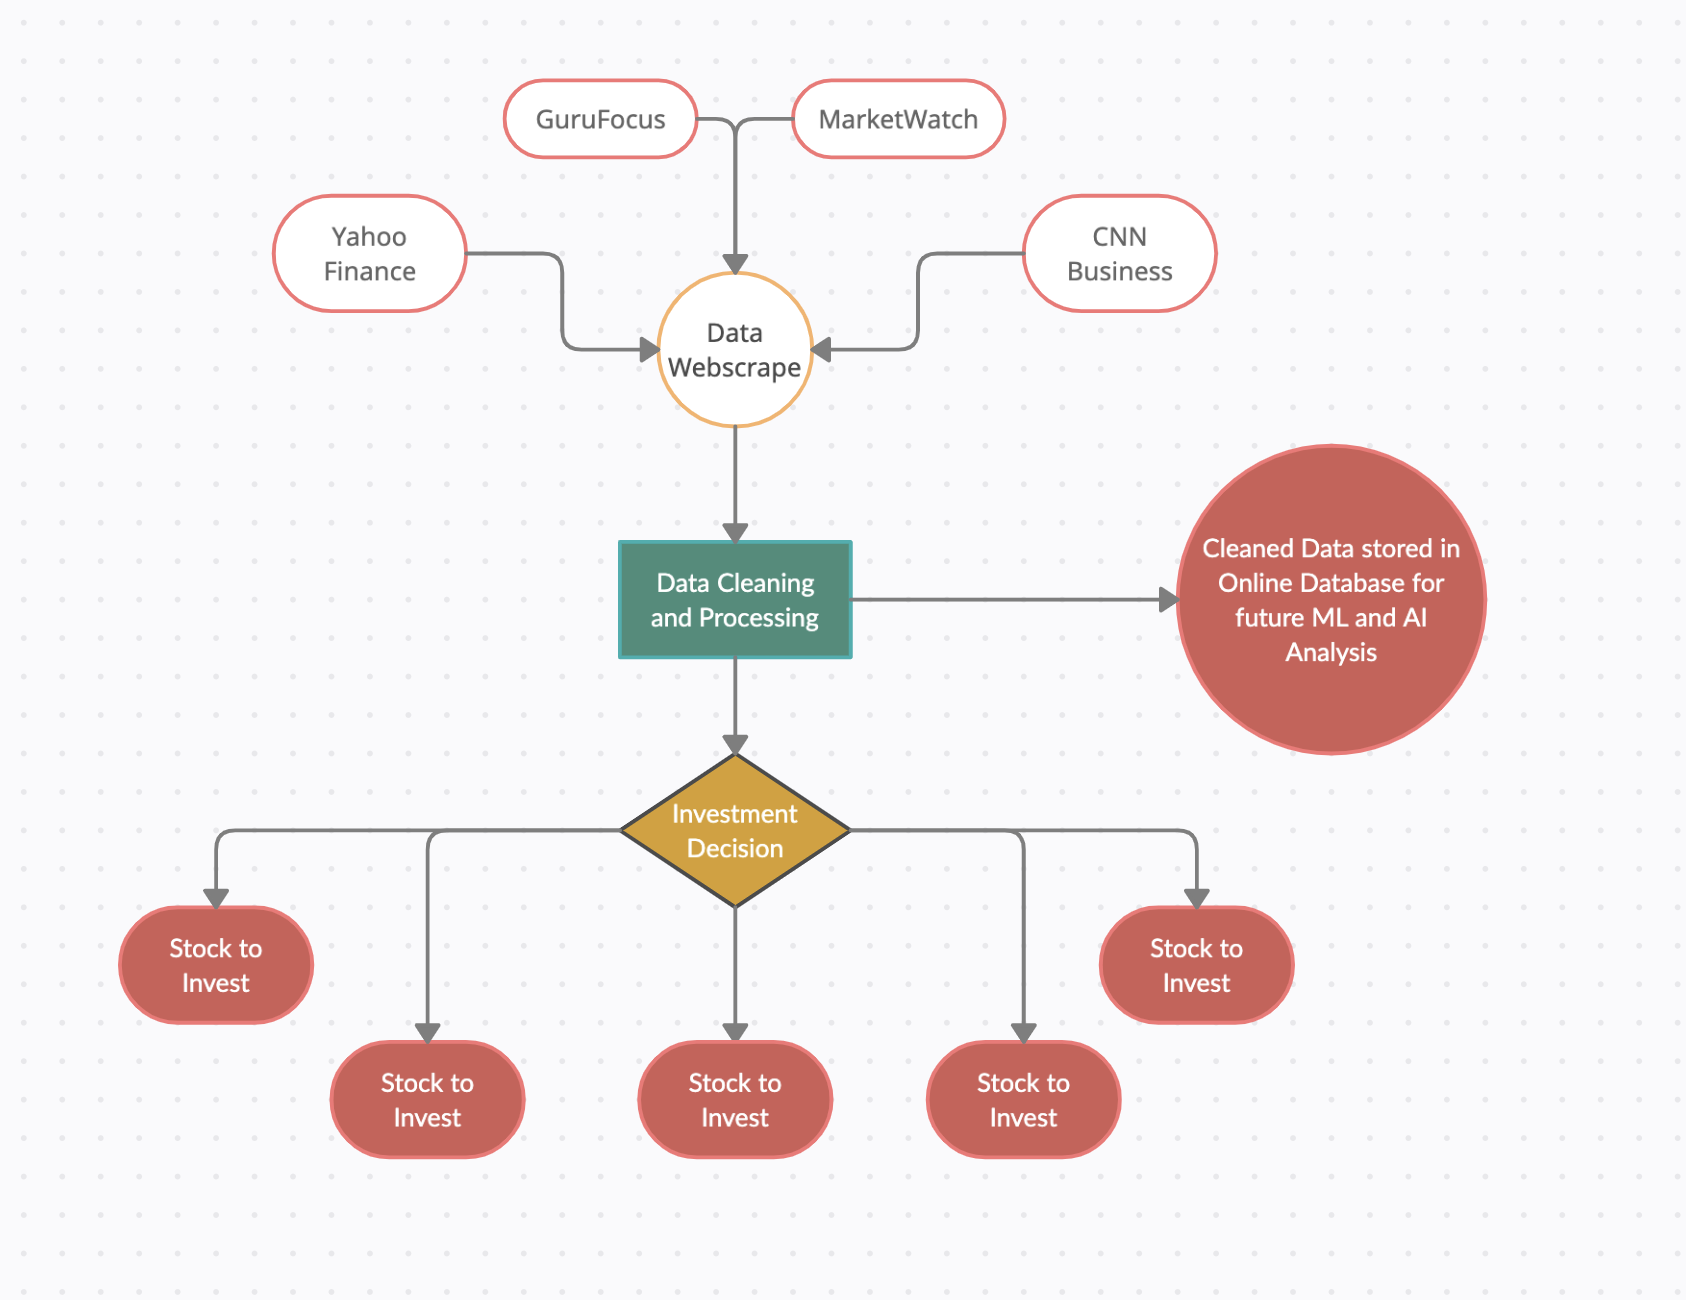 GuruFocus
MarketWatch
Yahoo
Finance
CNN
Business
Data
Webscrape
Cleaned Data stored in
Online Database for
future ML and AI
Analysis
Data Cleaning
and Processing
Investment
Decision
Stock to
Invest
Stock to
Invest
Stock to
Invest
Stock to
Invest
Stock to
Invest